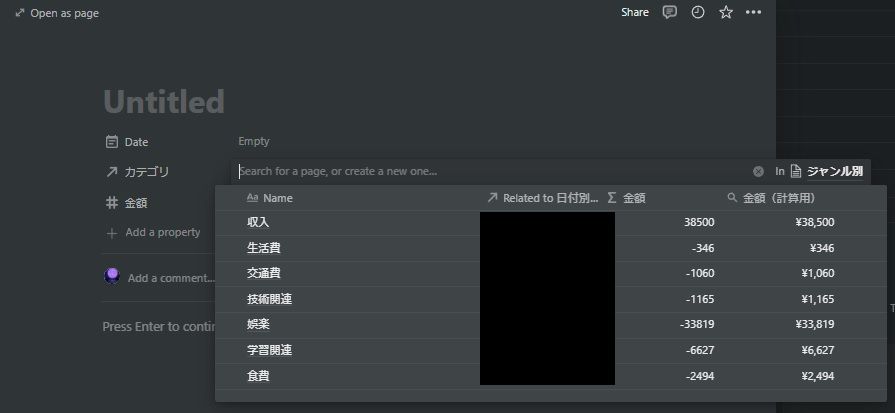 Open as page Share
Untitled
Date Empty
カテゴリ Search for a page, or create a new one... In ジャンル別
金額 Aa Name Related to 日付別... Σ 金額 金額（計算用）
Add a property
Add a comment...
Press Enter to contin
収入 38500 ¥38,500
生活費 -346 ¥346
交通費 -1060 ¥1,060
技術関連 -1165 ¥1,165
娯楽 -33819 ¥33,819
学習関連 -6627 ¥6,627
食費 -2494 ¥2,494
T